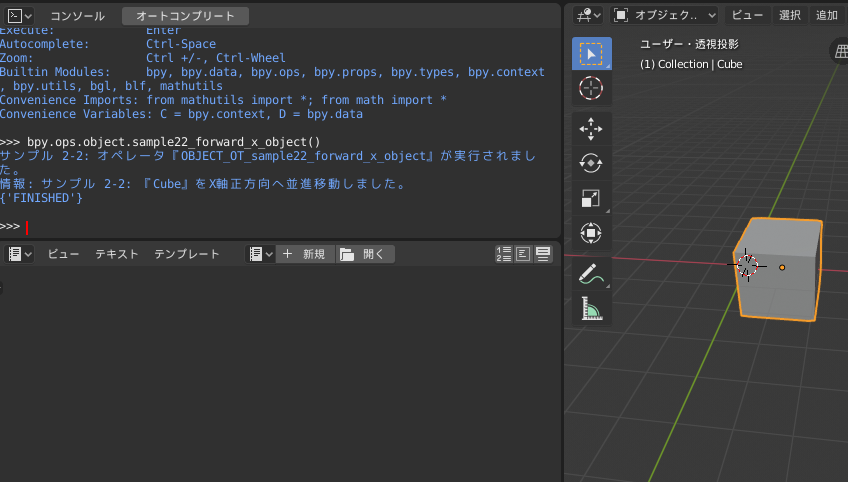 コンソール オートコンプリート
Execute: Enter
Autocomplete: Ctrl-Space
Zoom: Ctrl +/-, Ctrl-Wheel
Builtin Modules: bpy, bpy.data, bpy.ops, bpy.props, bpy.types, bpy.context
, bpy.utils, bgl, blf, mathutils
Convenience Imports: from mathutils import *; from math import *
Convenience Variables: C = bpy.context, D = bpy.data
>>> bpy.ops.object.sample22_forward_x_object()
サンプル 2-2: オペレータ『OBJECT_OT_sample22_forward_x_object』が実行されまし
た。
情報: サンプル 2-2: 『Cube』をX軸正方向へ並進移動しました。
{'FINISHED'}
>>>
ビュー テキスト テンプレート 新規 開く
オブジェク.. ビュー 選択 追加
ユーザー・透視投影
(1) Collection | Cube